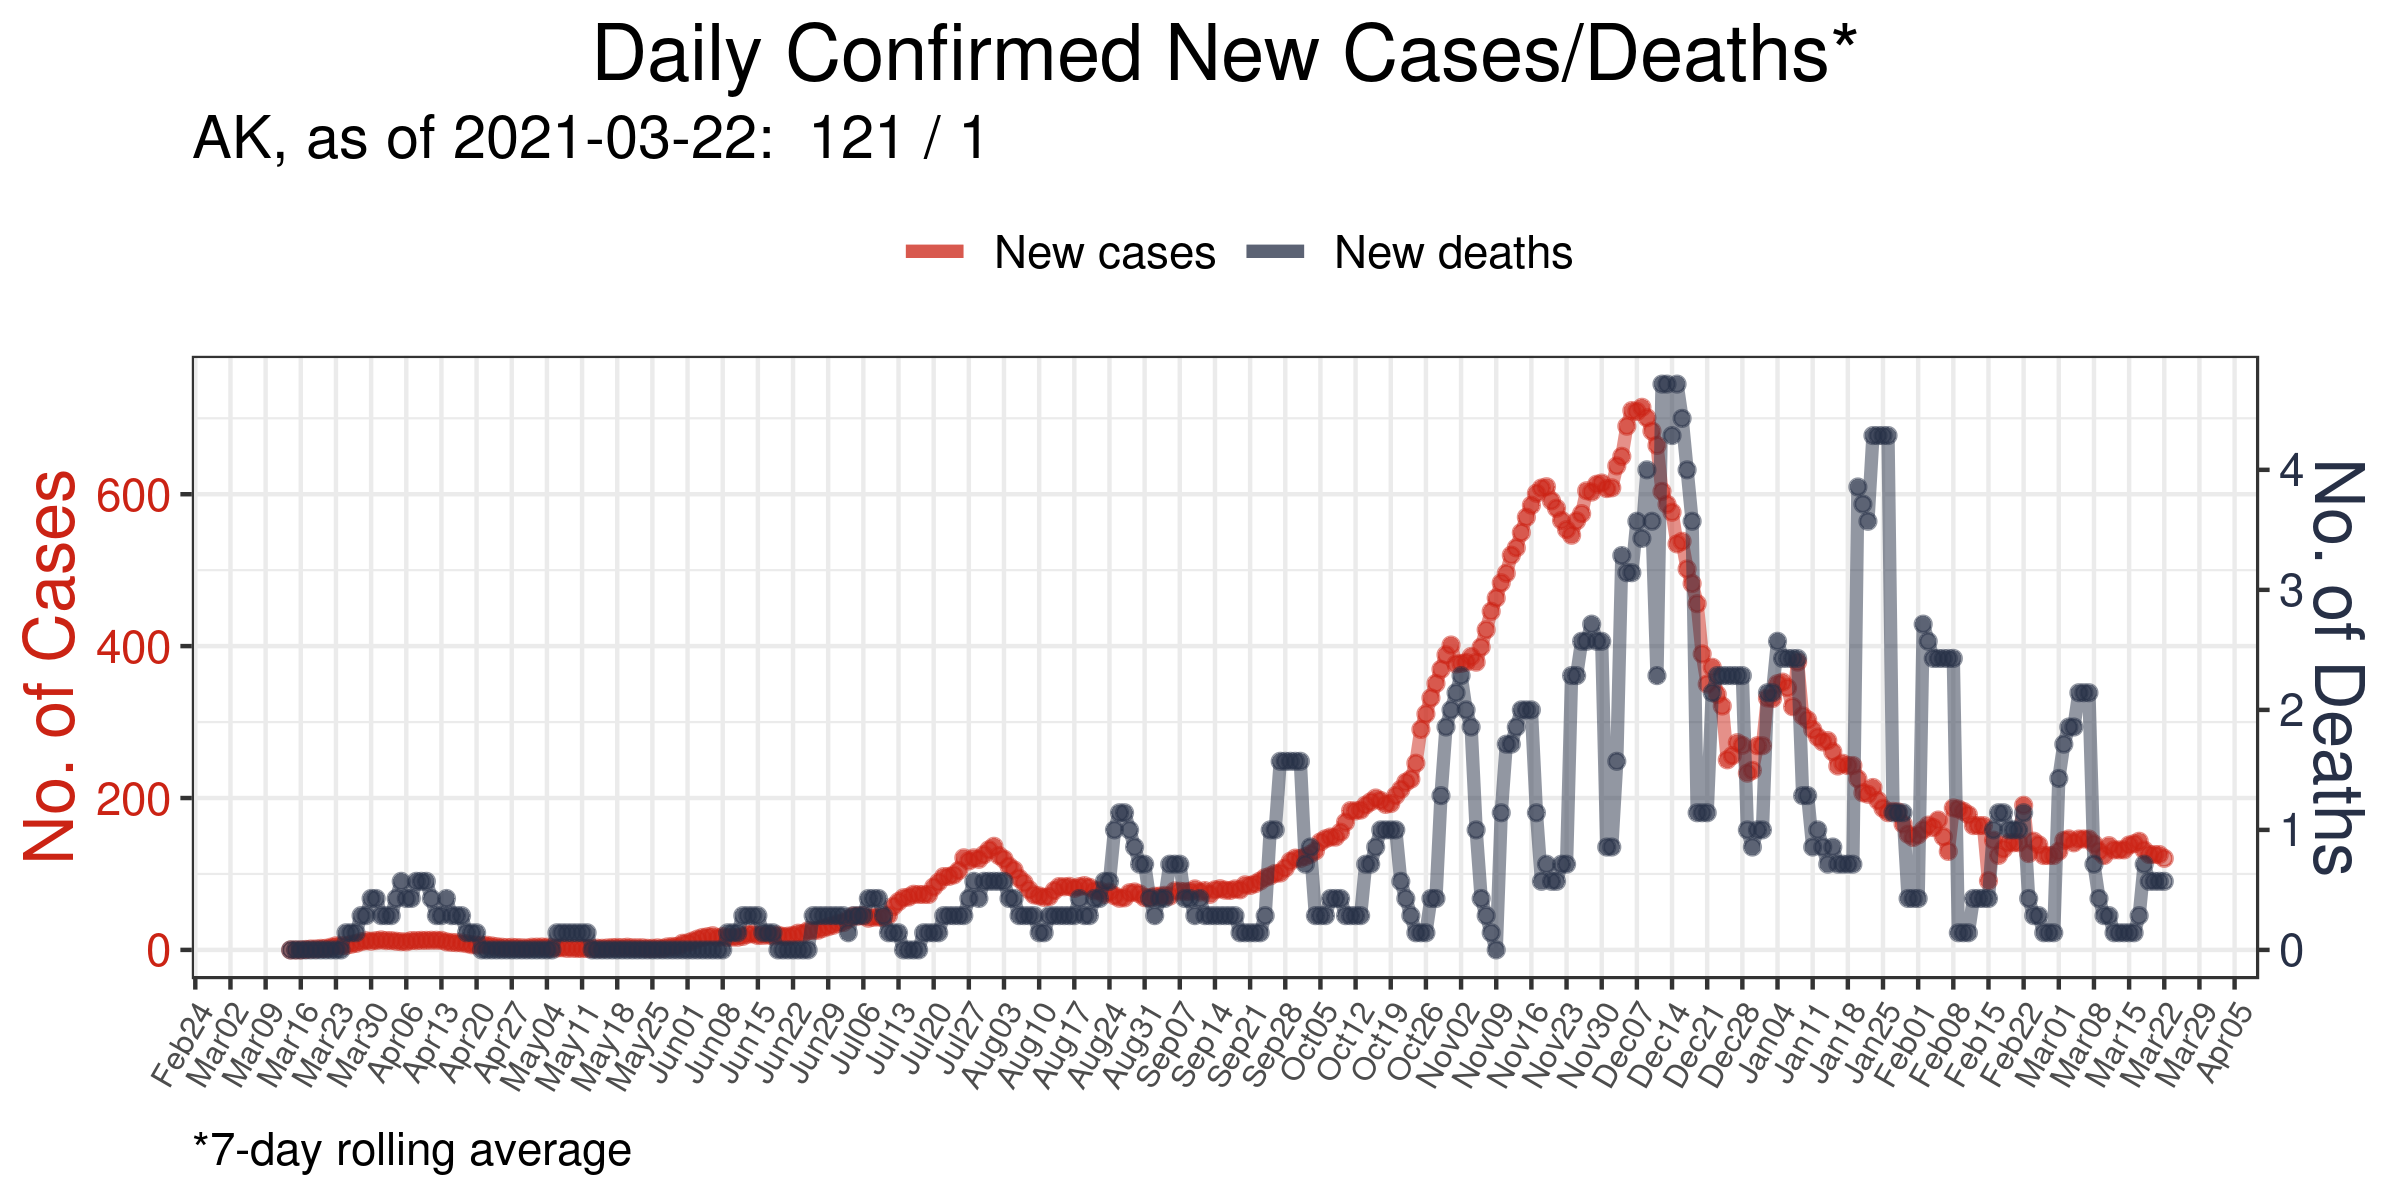 Daily Confirmed New Cases/Deaths*
AK, as of 2021-03-22:  121 / 1
New cases
New deaths
No. of Cases
600
400
200
0
4
3
2
1
0
No. of Deaths
Feb24
Mar02
Mar09
Mar16
Mar23
Mar30
Apr06
Apr13
Apr20
Apr27
May04
May11
May18
May25
Jun01
Jun08
Jun15
Jun22
Jun29
Jul06
Jul13
Jul20
Jul27
Aug03
Aug10
Aug17
Aug24
Aug31
Sep07
Sep14
Sep21
Sep28
Oct05
Oct12
Oct19
Oct26
Nov02
Nov09
Nov16
Nov23
Nov30
Dec07
Dec14
Dec21
Dec28
Jan04
Jan11
Jan18
Jan25
Feb01
Feb08
Feb15
Feb22
Mar01
Mar08
Mar15
Mar22
Mar29
Apr05
*7-day rolling average